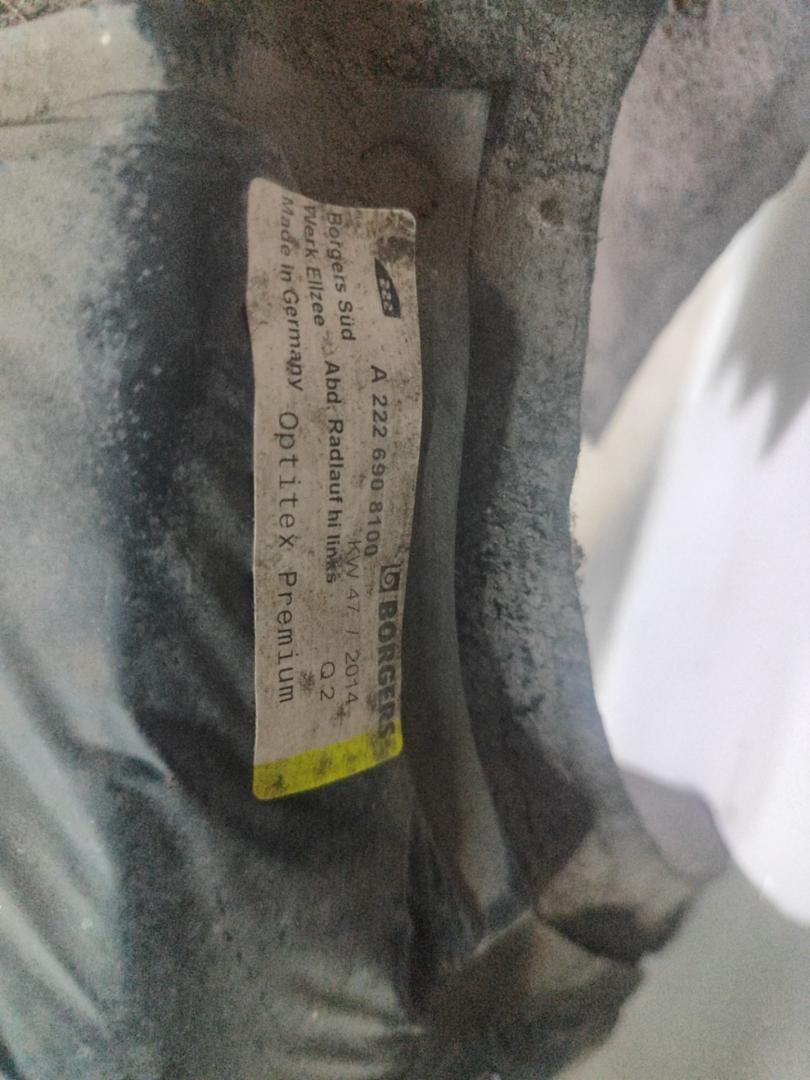 222
BORGERS
A 222 690 8100
KW 47 / 2014
Borgers Süd
Abd. Radlauf hi links
Q 2
Werk Ellzee
Made in Germany
Optitex Premium